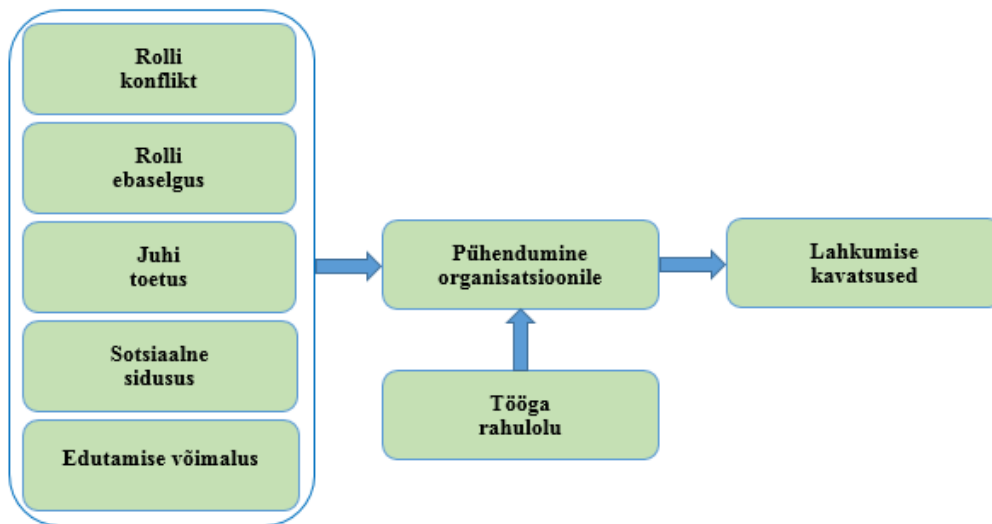 Rolli
konflikt
Rolli
ebaselgus
Juhi
toetus
Sotsiaalne
sidusus
Edutamise võimalus
Pühendumine
organisatsioonile
Tööga
rahulolu
Lahkumise
kavatsused